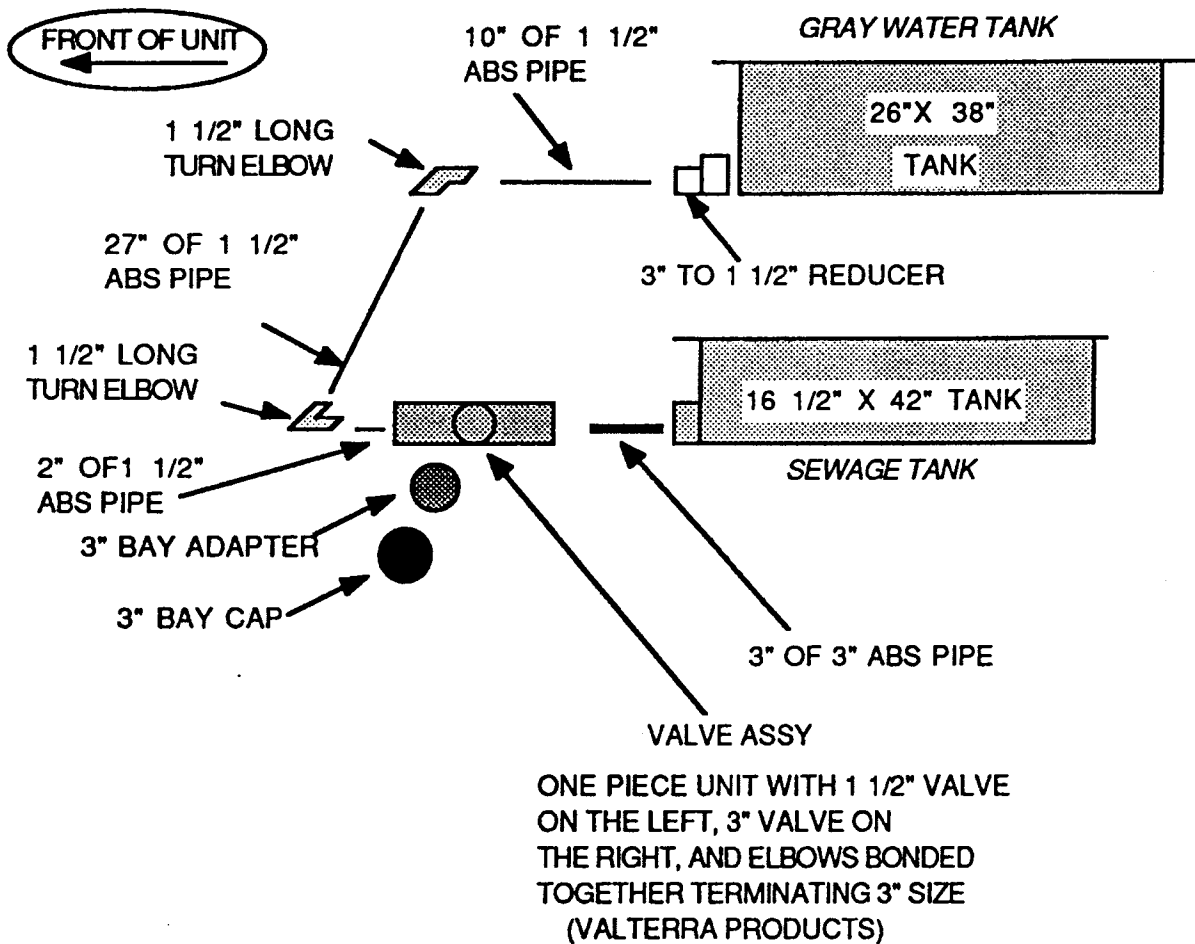 FRONT OF UNIT
10" OF 1 1/2"
ABS PIPE
GRAY WATER TANK
26"X 38"
TANK
1 1/2" LONG
TURN ELBOW
27" OF 1 1/2"
ABS PIPE
3" TO 1 1/2" REDUCER
1 1/2" LONG
TURN ELBOW
16 1/2" X 42" TANK
SEWAGE TANK
2" OF1 1/2"
ABS PIPE
3" BAY ADAPTER
3" BAY CAP
3" OF 3" ABS PIPE
VALVE ASSY
ONE PIECE UNIT WITH 1 1/2" VALVE
ON THE LEFT, 3" VALVE ON
THE RIGHT, AND ELBOWS BONDED
TOGETHER TERMINATING 3" SIZE
(VALTERRA PRODUCTS)